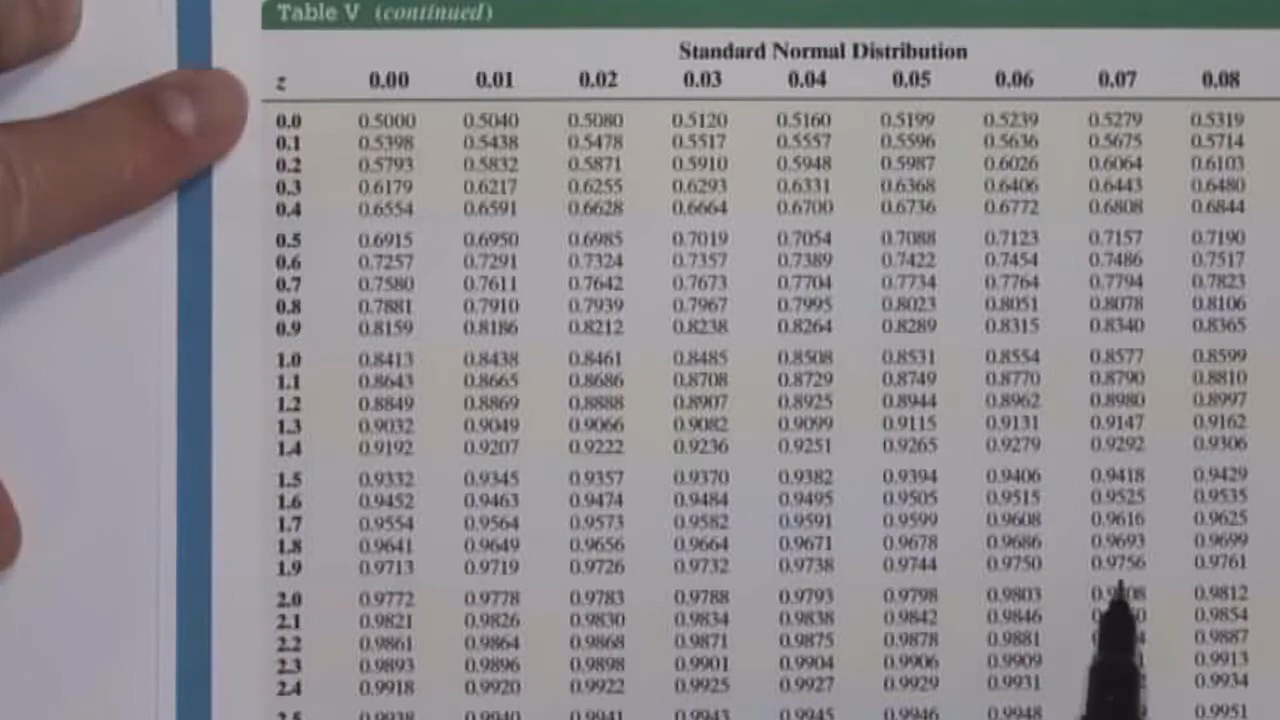 Table V (continued)
Standard Normal Distribution
z 0.00 0.01 0.02 0.03 0.04 0.05 0.06 0.07 0.08
0.0 0.5000 0.5040 0.5080 0.5120 0.5160 0.5199 0.5239 0.5279 0.5319
0.1 0.5398 0.5438 0.5478 0.5517 0.5557 0.5596 0.5636 0.5675 0.5714
0.2 0.5793 0.5832 0.5871 0.5910 0.5948 0.5987 0.6026 0.6064 0.6103
0.3 0.6179 0.6217 0.6255 0.6293 0.6331 0.6368 0.6406 0.6443 0.6480
0.4 0.6554 0.6591 0.6628 0.6664 0.6700 0.6736 0.6772 0.6808 0.6844
0.5 0.6915 0.6950 0.6985 0.7019 0.7054 0.7088 0.7123 0.7157 0.7190
0.6 0.7257 0.7291 0.7324 0.7357 0.7389 0.7422 0.7454 0.7486 0.7517
0.7 0.7580 0.7611 0.7642 0.7673 0.7704 0.7734 0.7764 0.7794 0.7823
0.8 0.7881 0.7910 0.7939 0.7967 0.7995 0.8023 0.8051 0.8078 0.8106
0.9 0.8159 0.8186 0.8212 0.8238 0.8264 0.8289 0.8315 0.8340 0.8365
1.0 0.8413 0.8438 0.8461 0.8485 0.8508 0.8531 0.8554 0.8577 0.8599
1.1 0.8643 0.8665 0.8686 0.8708 0.8729 0.8749 0.8770 0.8790 0.8810
1.2 0.8849 0.8869 0.8888 0.8907 0.8925 0.8944 0.8962 0.8980 0.8997
1.3 0.9032 0.9049 0.9066 0.9082 0.9099 0.9115 0.9131 0.9147 0.9162
1.4 0.9192 0.9207 0.9222 0.9236 0.9251 0.9265 0.9279 0.9292 0.9306
1.5 0.9332 0.9345 0.9357 0.9370 0.9382 0.9394 0.9406 0.9418 0.9429
1.6 0.9452 0.9463 0.9474 0.9484 0.9495 0.9505 0.9515 0.9525 0.9535
1.7 0.9554 0.9564 0.9573 0.9582 0.9591 0.9599 0.9608 0.9616 0.9625
1.8 0.9641 0.9649 0.9656 0.9664 0.9671 0.9678 0.9686 0.9693 0.9699
1.9 0.9713 0.9719 0.9726 0.9732 0.9738 0.9744 0.9750 0.9756 0.9761
2.0 0.9772 0.9778 0.9783 0.9788 0.9793 0.9798 0.9803 0.9812
2.1 0.9821 0.9826 0.9830 0.9834 0.9838 0.9842 0.9846 0.9854
2.2 0.9861 0.9864 0.9868 0.9871 0.9875 0.9878 0.9881 0.9887
2.3 0.9893 0.9896 0.9898 0.9901 0.9904 0.9906 0.9909 0.9913
2.4 0.9918 0.9920 0.9922 0.9925 0.9927 0.9929 0.9931 0.9934
2.5 0.9938 0.9940 0.9941 0.9943 0.9945 0.9946 0.9948 0.9951